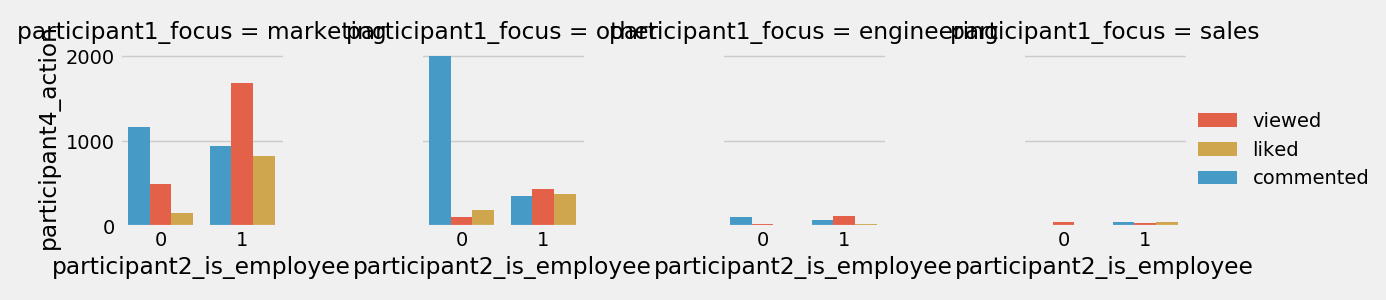 participant1_focus = marketing
participant1_focus = other
participant1_focus = engineering
participant1_focus = sales
participant4_action
2000
1000
0
viewed
liked
commented
0 1
0 1
0 1
0 1
participant2_is_employee
participant2_is_employee
participant2_is_employee
participant2_is_employee